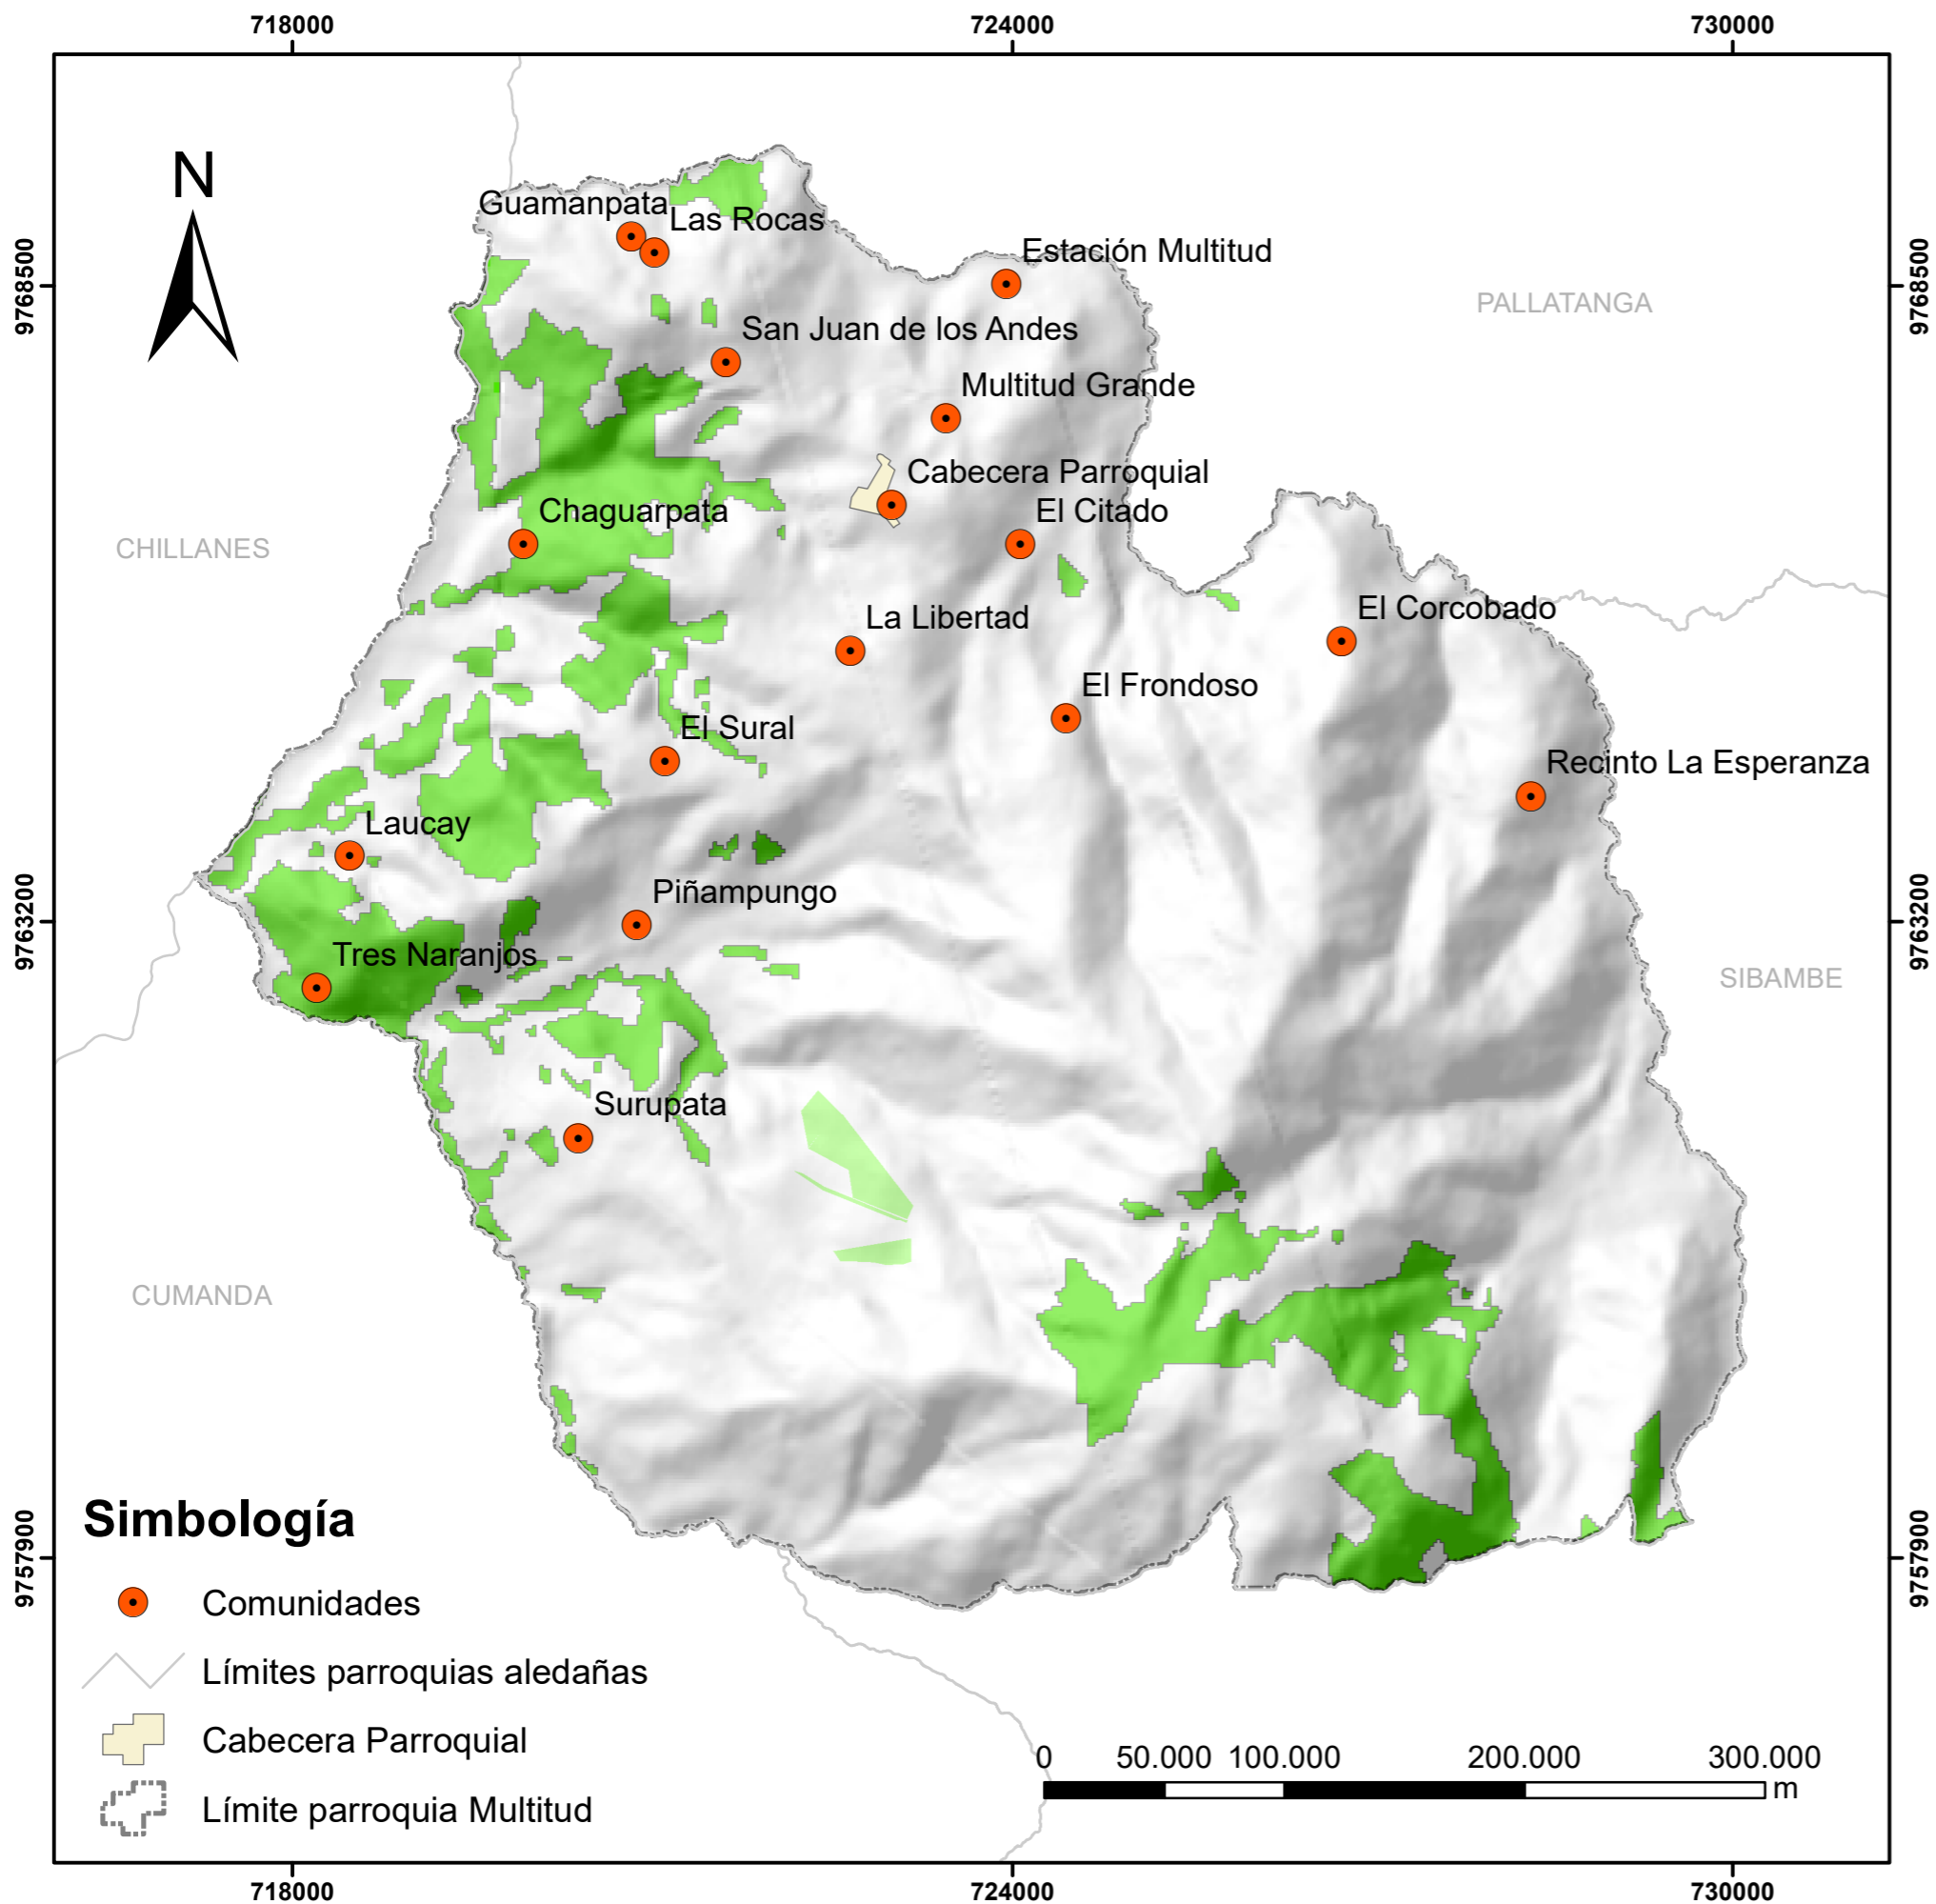 718000
724000
730000
N
Guamanpata
Las Rocas
Estación Multitud
9768500
9768500
PALLATANGA
San Juan de los Andes
Multitud Grande
Cabecera Parroquial
Chaguarpata
El Citado
CHILLANES
El Corcobado
La Libertad
El Frondoso
El Sural
Recinto La Esperanza
Laucay
Piñampungo
9763200
9763200
Tres Naranjos
SIBAMBE
Surupata
CUMANDA
Simbología
9757900
9757900
Comunidades
Límites parroquias aledañas
Cabecera Parroquial
Límite parroquia Multitud
0 50.000 100.000 200.000 300.000
m
718000
724000
730000